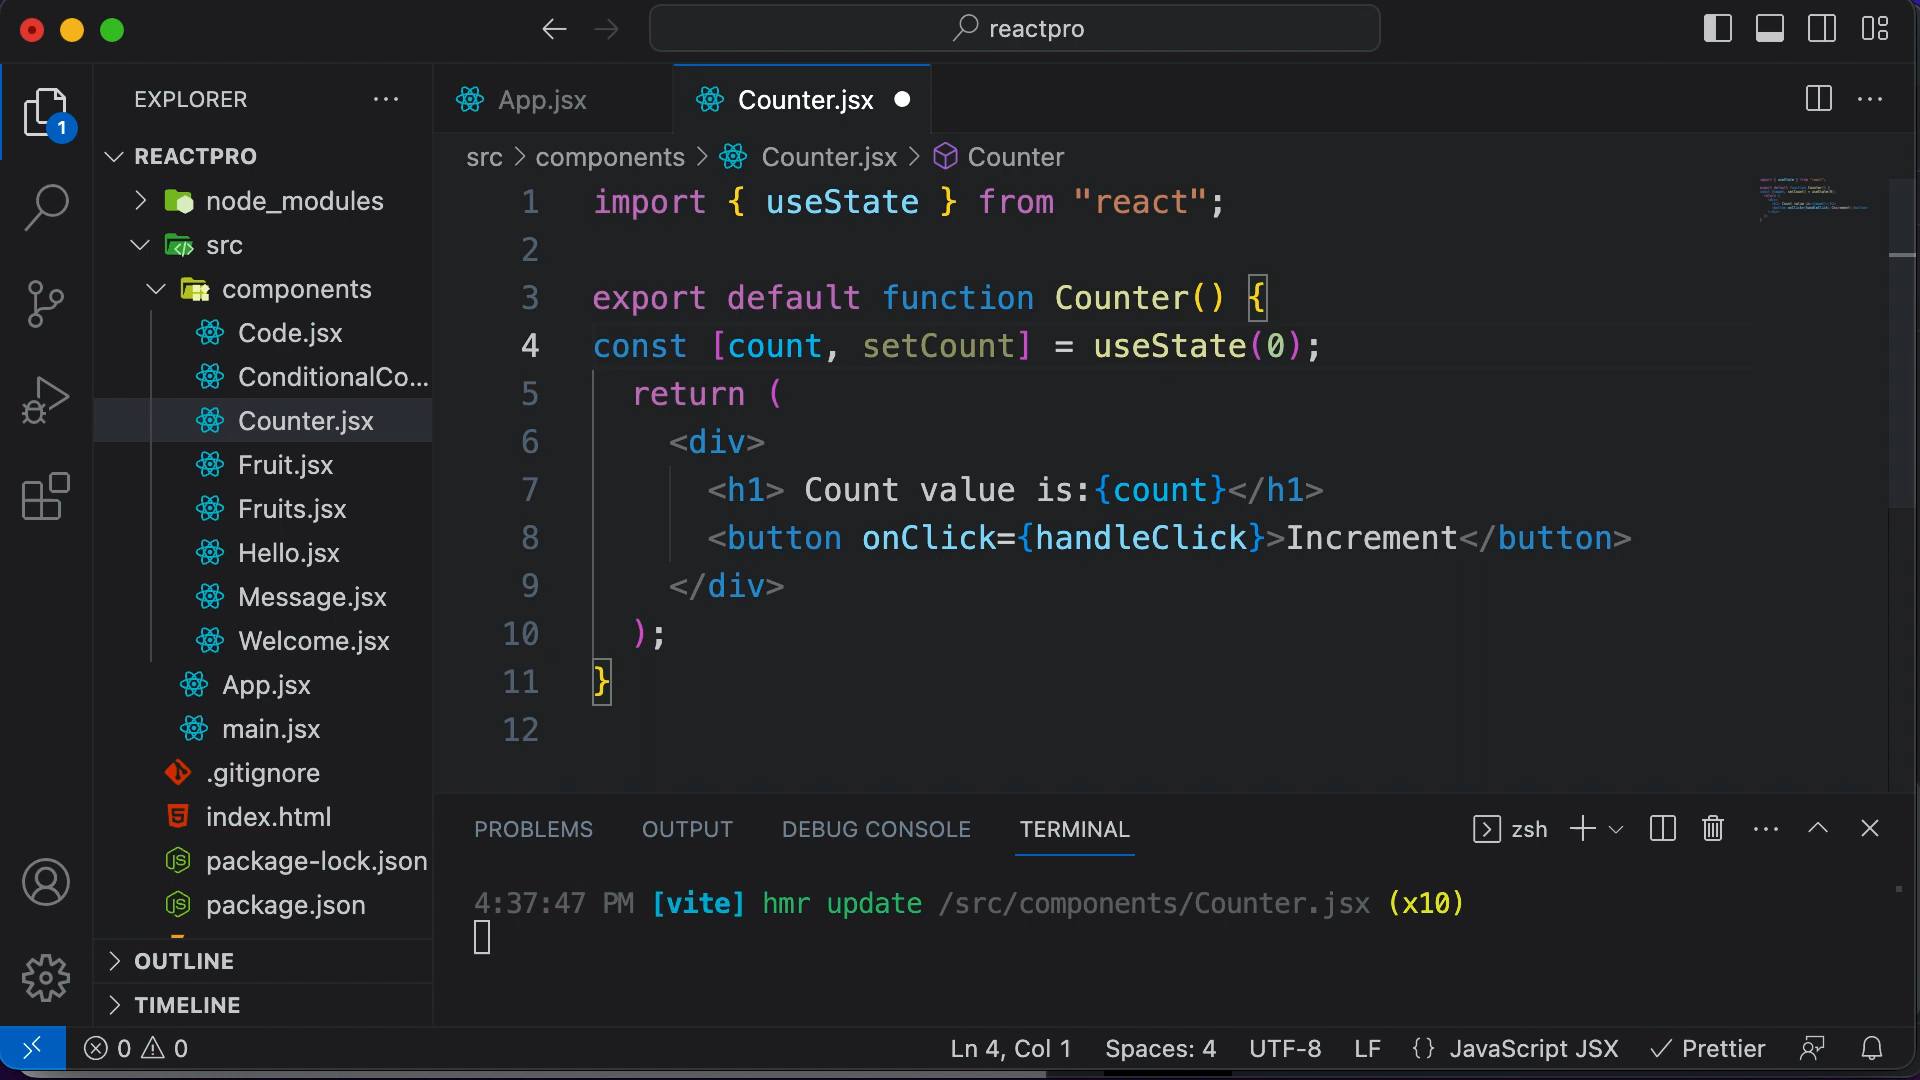 reactpro
1
EXPLORER
REACTPRO
node_modules
src
components
Code.jsx
ConditionalCo...
Counter.jsx
Fruit.jsx
Fruits.jsx
Hello.jsx
Message.jsx
Welcome.jsx
App.jsx
main.jsx
.gitignore
index.html
package-lock.json
package.json
OUTLINE
TIMELINE
App.jsx
Counter.jsx
src > components > Counter.jsx > Counter
1 import { useState } from "react";
2
3 export default function Counter() {
4 const [count, setCount] = useState(0);
5 return (
6 <div>
7 <h1> Count value is:{count}</h1>
8 <button onClick={handleClick}>Increment</button>
9 </div>
10 );
11 }
12
PROBLEMS OUTPUT DEBUG CONSOLE TERMINAL zsh
4:37:47 PM [vite] hmr update /src/components/Counter.jsx (x10)
0 0 Ln 4, Col 1 Spaces: 4 UTF-8 LF {} JavaScript JSX Prettier